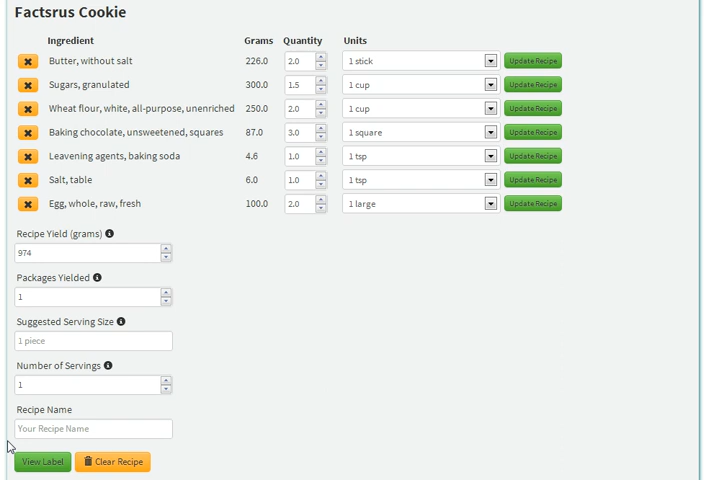 Factsrus Cookie
Ingredient Grams Quantity Units
Butter, without salt 226.0 2.0 1 stick Update Recipe
Sugars, granulated 300.0 1.5 1 cup Update Recipe
Wheat flour, white, all-purpose, unenriched 250.0 2.0 1 cup Update Recipe
Baking chocolate, unsweetened, squares 87.0 3.0 1 square Update Recipe
Leavening agents, baking soda 4.6 1.0 1 tsp Update Recipe
Salt, table 6.0 1.0 1 tsp Update Recipe
Egg, whole, raw, fresh 100.0 2.0 1 large Update Recipe
Recipe Yield (grams)
974
Packages Yielded
1
Suggested Serving Size
1 piece
Number of Servings
1
Recipe Name
Your Recipe Name
View Label Clear Recipe